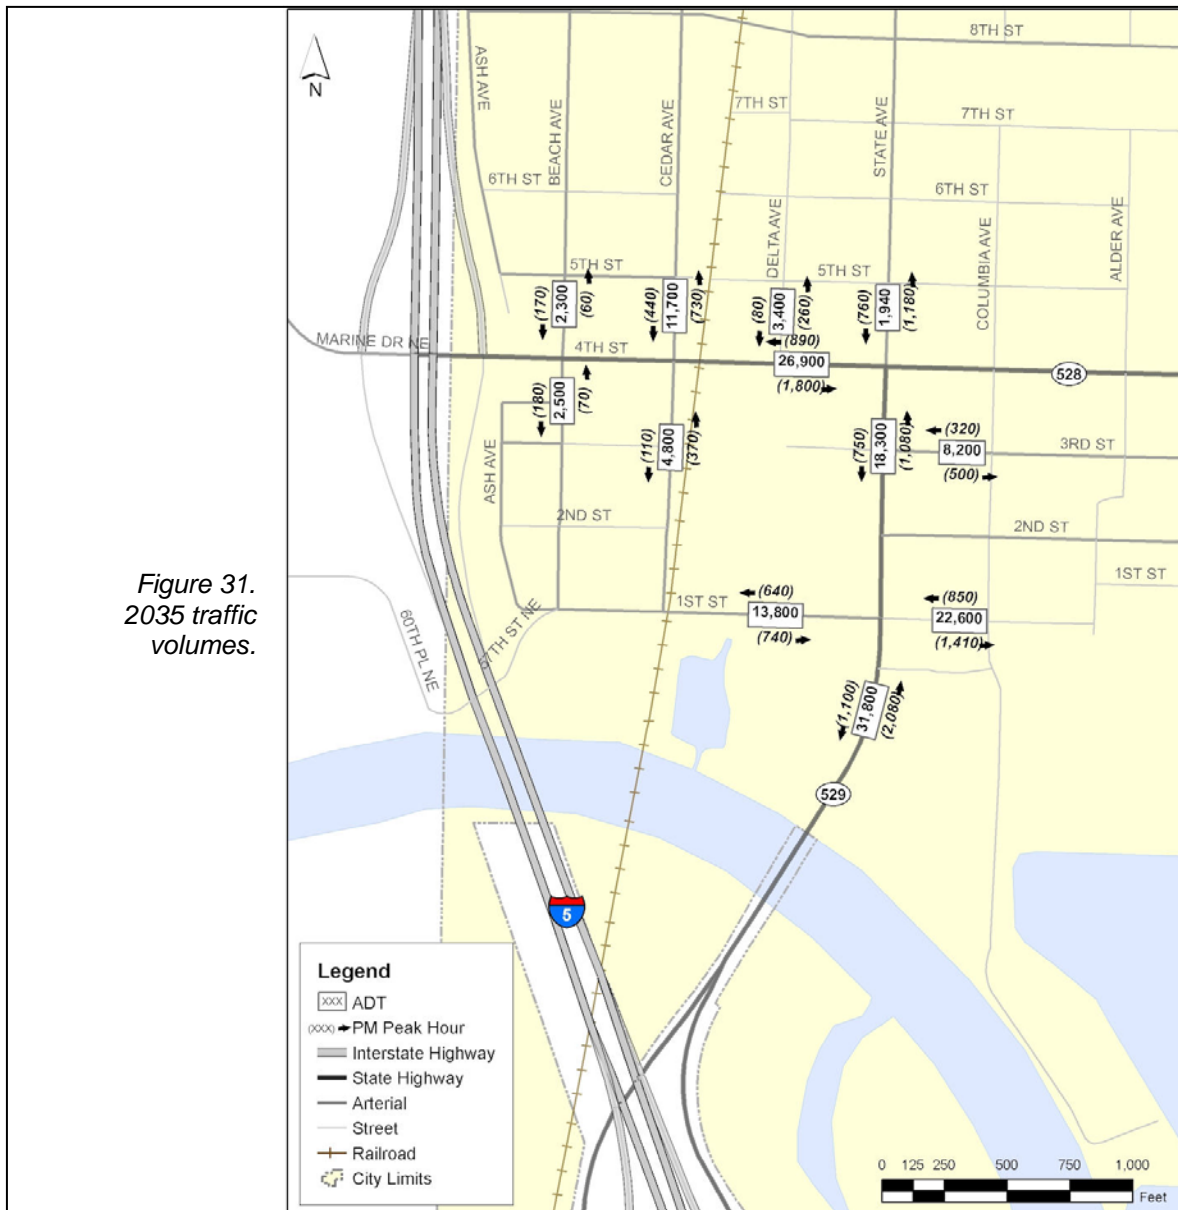 Figure 31.
2035 traffic
volumes.
N
8TH ST
ASH AVE
BEACH AVE
CEDAR AVE
7TH ST
STATE AVE
7TH ST
6TH ST
6TH ST
DELTA AVE
COLUMBIA AVE
ALDER AVE
5TH ST
5TH ST
(170)
2,300
(60)
(440)
11,700
(730)
(80)
3,400
(260)
(760)
1,940
(1,180)
MARINE DR NE
4TH ST
(890)
26,900
(1,800)
528
(180)
2,500
(70)
(110)
4,800
(370)
(750)
18,300
(1,080)
(320)
8,200
(500)
3RD ST
ASH AVE
2ND ST
2ND ST
1ST ST
1ST ST
(640)
13,800
(740)
(850)
22,600
(1,410)
60TH PL NE
57TH ST NE
(1,100)
31,800
(2,080)
529
5
Legend
XXX ADT
(XXX) PM Peak Hour
Interstate Highway
State Highway
Arterial
Street
Railroad
City Limits
0 125 250 500 750 1,000
Feet